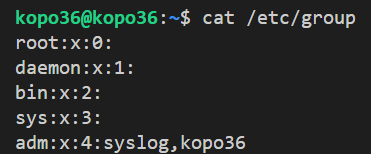 kopo36@kopo36:~$ cat /etc/group
root:x:0:
daemon:x:1:
bin:x:2:
sys:x:3:
adm:x:4:syslog,kopo36